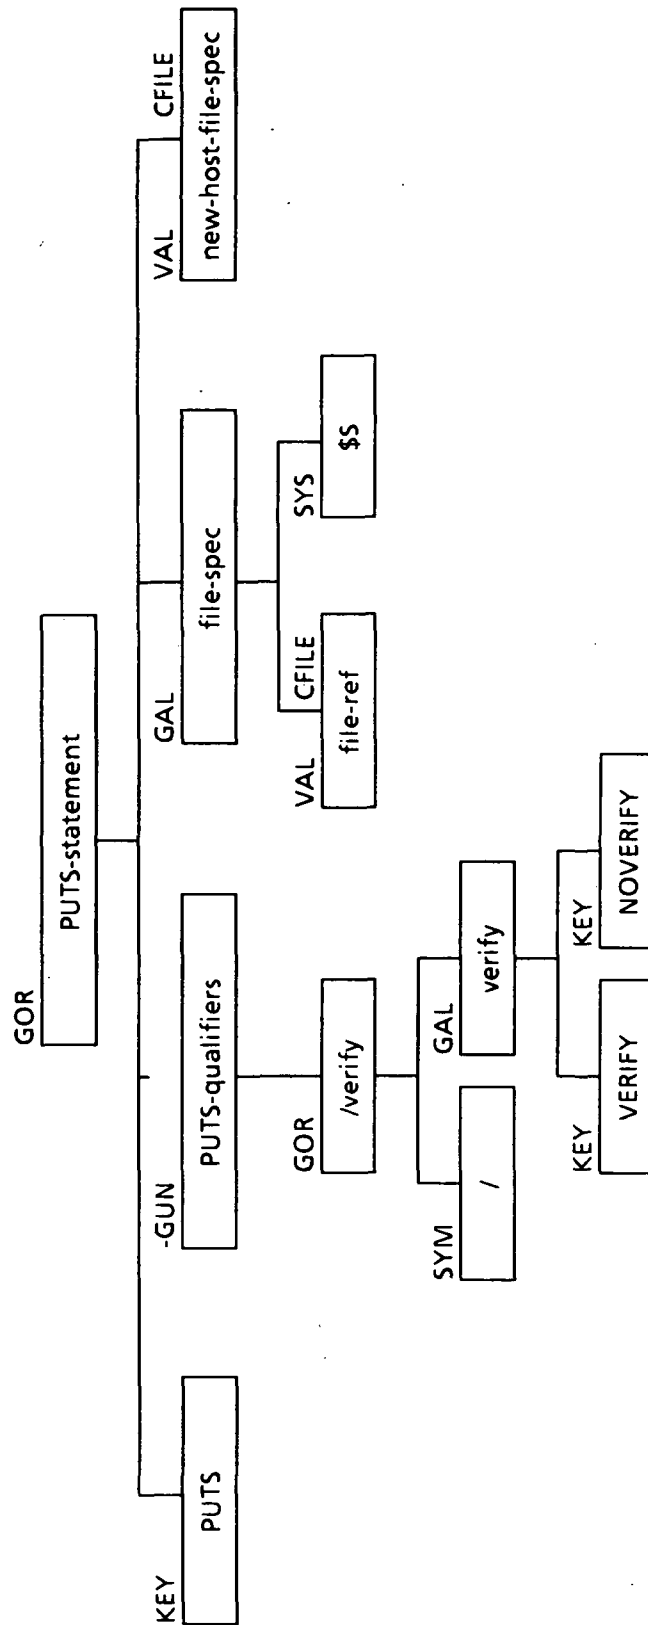 GOR
PUTS-statement
KEY
PUTS
-GUN
PUTS-qualifiers
GAL
file-spec
VAL CFILE
new-host-file-spec
GOR
/verify
VAL CFILE
file-ref
SYS
$S
SYM
/
GAL
verify
KEY
VERIFY
KEY
NOVERIFY